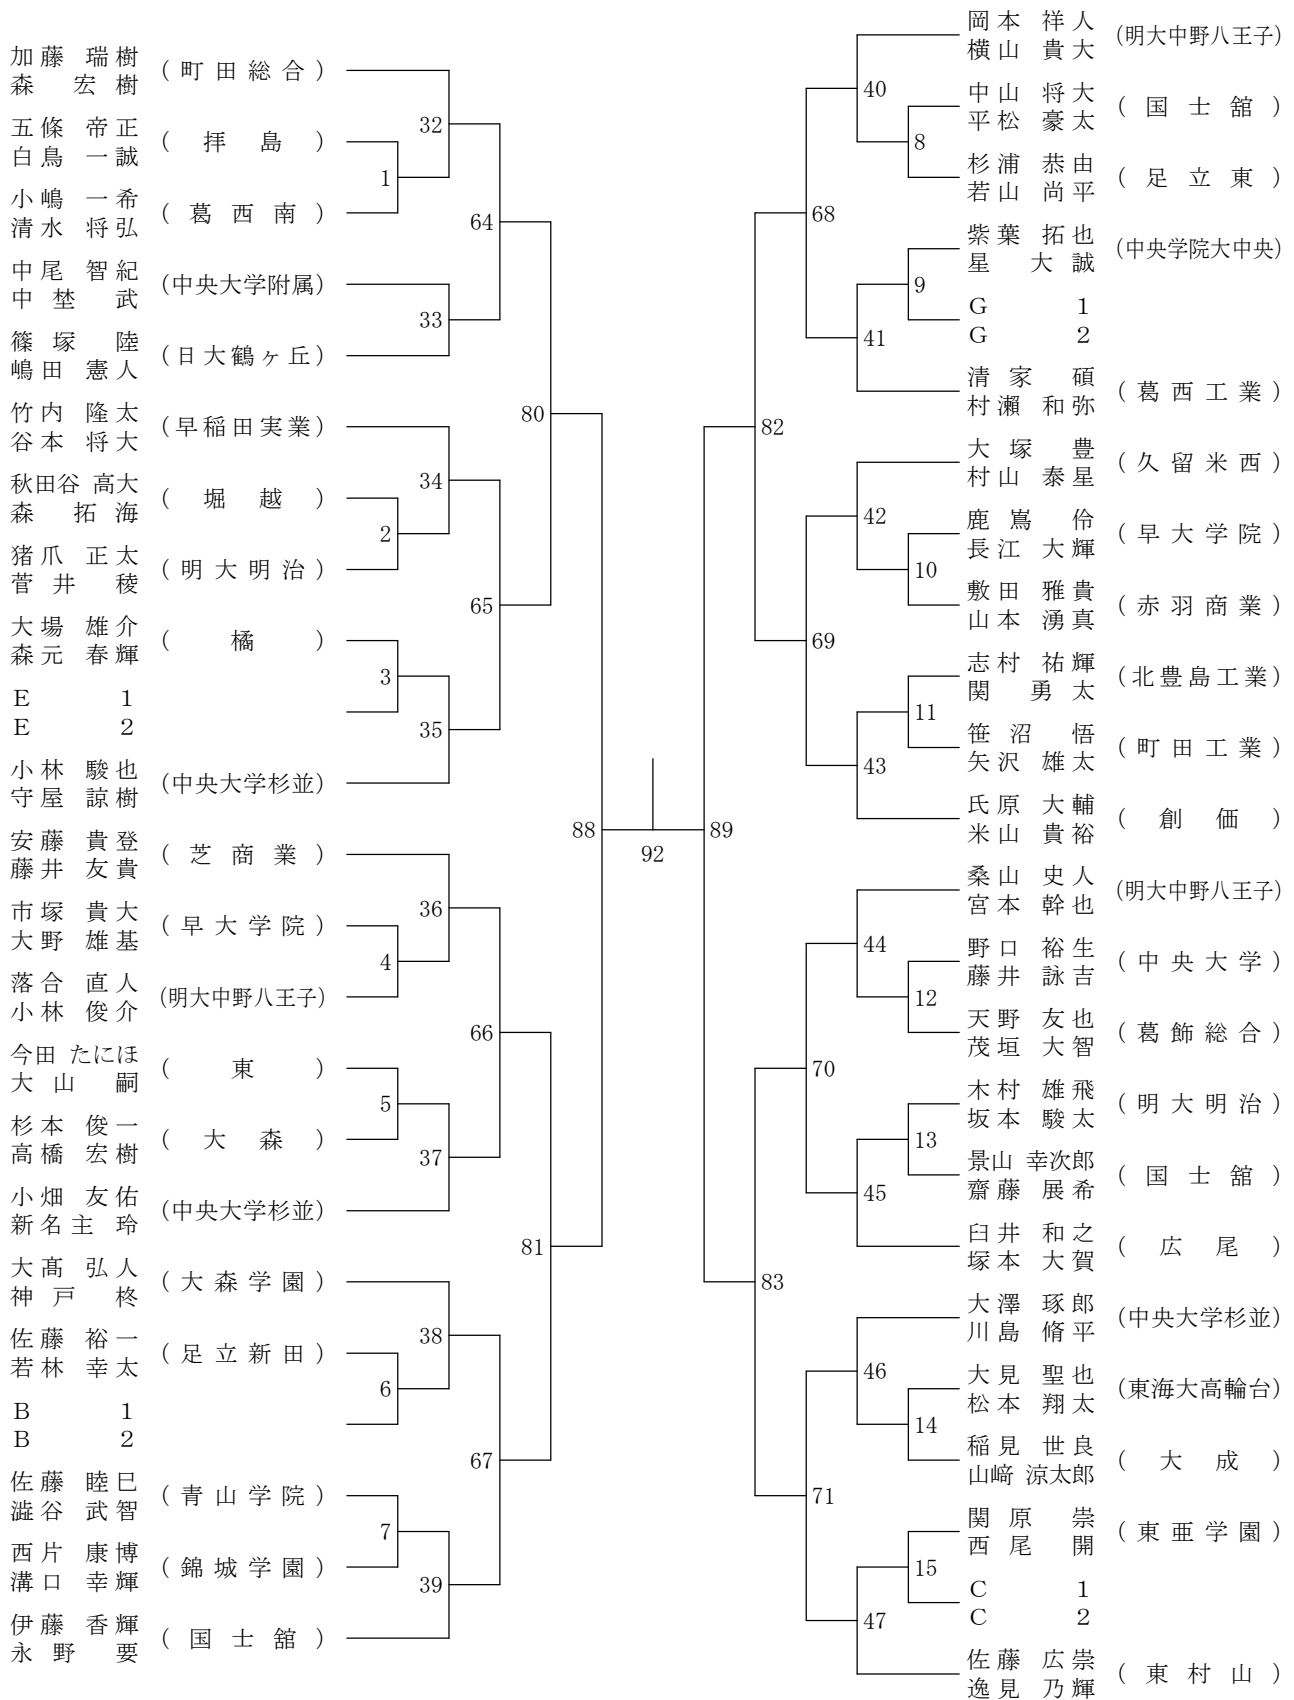 加藤 瑞樹
森 宏樹
(町田総合)
32
五條 帝正
白鳥 一誠
(拝島)
1
小嶋 一希
清水 将弘
(葛西南)
64
中尾 智紀
中埜 武
(中央大学附属)
33
篠塚 陸
嶋田 憲人
(日大鶴ヶ丘)
80
竹内 隆太
谷本 将大
(早稲田実業)
34
秋田谷 高大
森 拓海
(堀越)
2
猪爪 正太
菅井 稜
(明大明治)
65
大場 雄介
森元 春輝
(橘)
3
E 1
E 2
35
小林 駿也
守屋 諒樹
(中央大学杉並)
88
安藤 貴登
藤井 友貴
(芝商業)
36
市塚 貴大
大野 雄基
(早大学院)
4
落合 直人
小林 俊介
(明大中野八王子)
66
今田 たにほ
大山 嗣
(東)
5
杉本 俊一
高橋 宏樹
(大森)
37
小畑 友佑
新名主 玲
(中央大学杉並)
81
大髙 弘人
神戸 柊
(大森学園)
38
佐藤 裕一
若林 幸太
(足立新田)
6
B 1
B 2
67
佐藤 睦巳
澁谷 武智
(青山学院)
7
西片 康博
溝口 幸輝
(錦城学園)
39
伊藤 香輝
永野 要
(国士舘)
92
岡本 祥人
横山 貴大
(明大中野八王子)
40
中山 将大
平松 豪太
(国士舘)
8
杉浦 恭由
若山 尚平
(足立東)
68
紫葉 拓也
星 大誠
(中央学院大中央)
9
G 1
G 2
41
清家 碩
村瀬 和弥
(葛西工業)
82
大塚 豊
村山 泰星
(久留米西)
42
鹿嶌 伶
長江 大輝
(早大学院)
10
敷田 雅貴
山本 湧真
(赤羽商業)
69
志村 祐輝
関 勇太
(北豊島工業)
11
笹沼 悟
矢沢 雄太
(町田工業)
43
氏原 大輔
米山 貴裕
(創価)
89
桑山 史人
宮本 幹也
(明大中野八王子)
44
野口 裕生
藤井 詠吉
(中央大学)
12
天野 友也
茂垣 大智
(葛飾総合)
70
木村 雄飛
坂本 駿太
(明大明治)
13
景山 幸次郎
齋藤 展希
(国士舘)
45
臼井 和之
塚本 大賀
(広尾)
83
大澤 琢郎
川島 脩平
(中央大学杉並)
46
大見 聖也
松本 翔太
(東海大高輪台)
14
稲見 世良
山﨑 涼太郎
(大成)
71
関原 崇
西尾 開
(東亜学園)
15
C 1
C 2
47
佐藤 広崇
逸見 乃輝
(東村山)